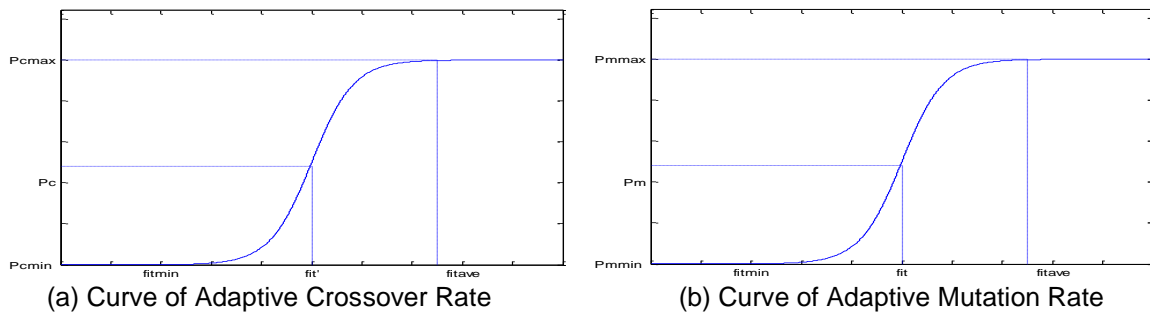 Pcmax
Pc
Pcmin
fitmin fit' fitave
(a) Curve of Adaptive Crossover Rate
Pmmax
Pm
Pmmin
fitmin fit fitave
(b) Curve of Adaptive Mutation Rate